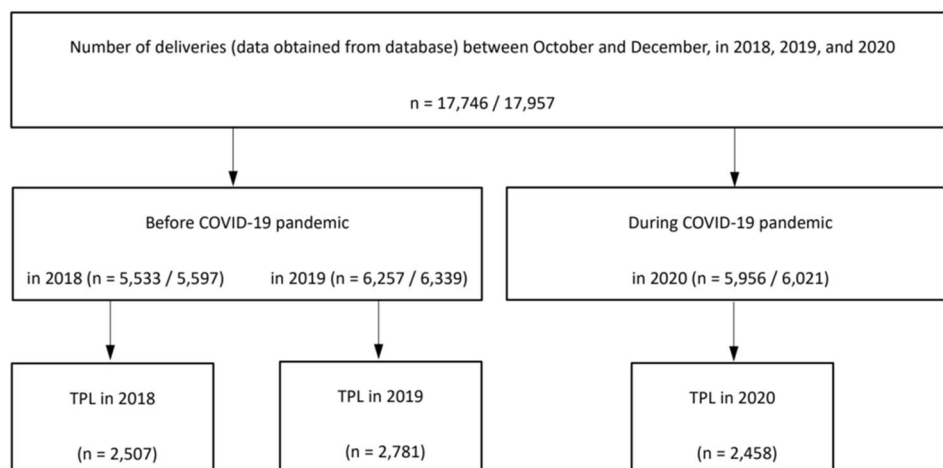 Number of deliveries (data obtained from database) between October and December, in 2018, 2019, and 2020
n = 17,746 / 17,957
Before COVID-19 pandemic
in 2018 (n = 5,533 / 5,597)
in 2019 (n = 6,257 / 6,339)
During COVID-19 pandemic
in 2020 (n = 5,956 / 6,021)
TPL in 2018
(n = 2,507)
TPL in 2019
(n = 2,781)
TPL in 2020
(n = 2,458)